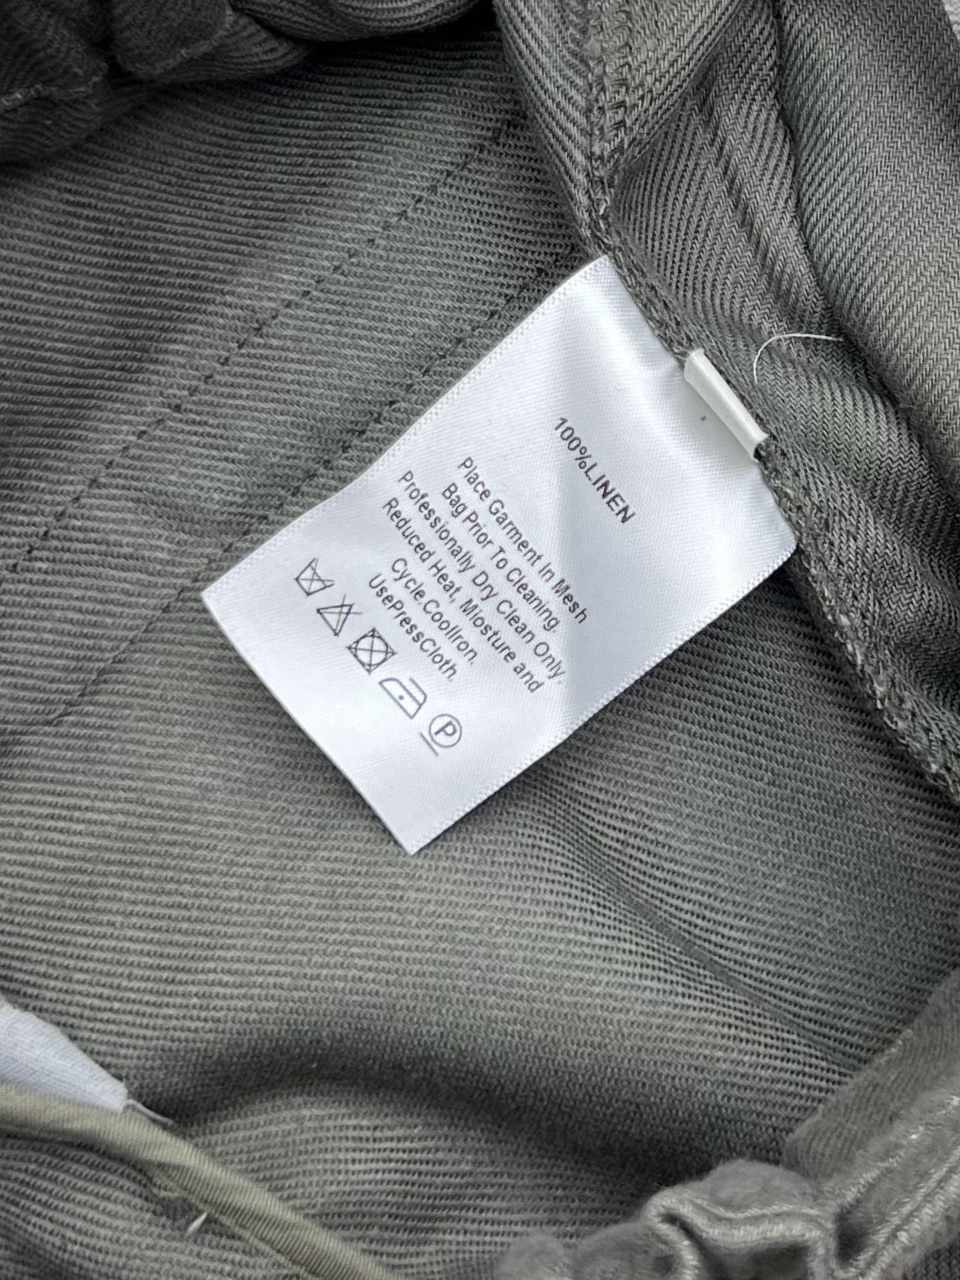 100%LINEN
Place Garment In Mesh
Bag Prior To Cleaning.
Professionally Dry Clean Only.
Reduced Heat, Miosture and
Cycle.CoolIron.
UsePressCloth.
P